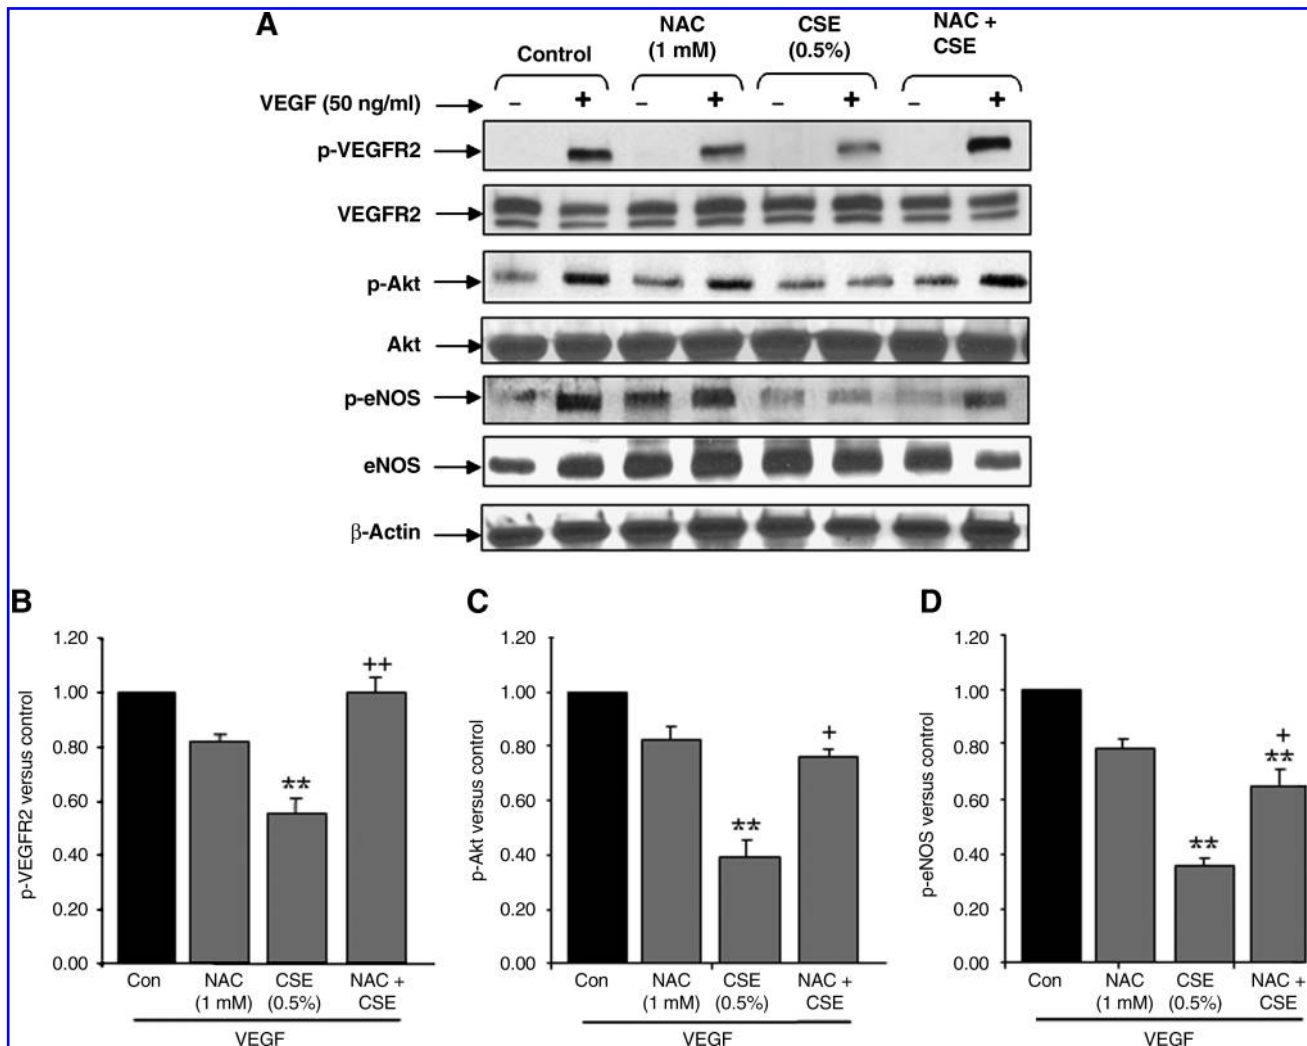 A
Control
NAC
(1 mM)
CSE
(0.5%)
NAC +
CSE
VEGF (50 ng/ml)
− + − + − + − +
p-VEGFR2
VEGFR2
p-Akt
Akt
p-eNOS
eNOS
β-Actin
B
p-VEGFR2 versus control
1.20
1.00
0.80
0.60
0.40
0.20
0.00
**
++
Con
NAC
(1 mM)
CSE
(0.5%)
NAC +
CSE
VEGF
C
p-Akt versus control
1.20
1.00
0.80
0.60
0.40
0.20
0.00
**
+
Con
NAC
(1 mM)
CSE
(0.5%)
NAC +
CSE
VEGF
D
p-eNOS versus control
1.20
1.00
0.80
0.60
0.40
0.20
0.00
**
+
**
Con
NAC
(1 mM)
CSE
(0.5%)
NAC +
CSE
VEGF